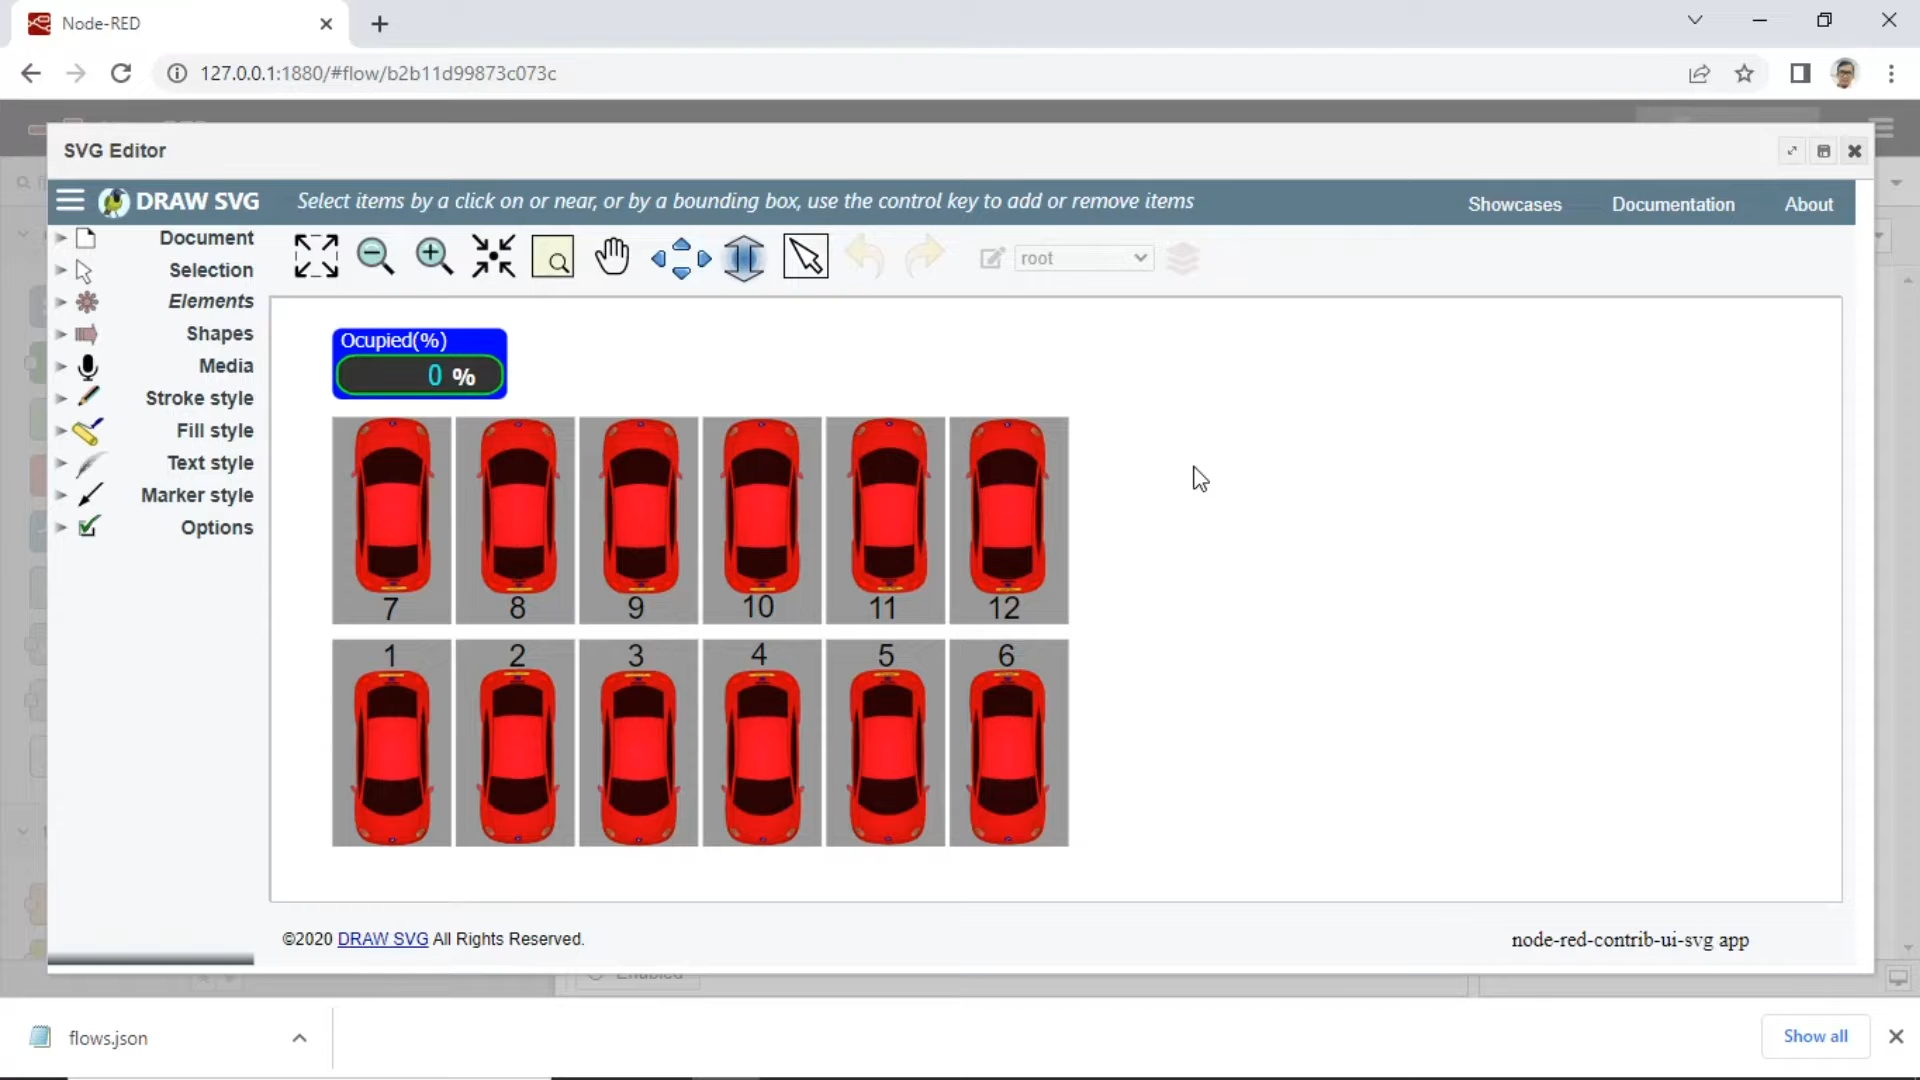 Node-RED
127.0.0.1:1880/#flow/b2b11d99873c073c
SVG Editor
DRAW SVG
Select items by a click on or near, or by a bounding box, use the control key to add or remove items
Showcases
Documentation
About
Document
Selection
Elements
Shapes
Media
Stroke style
Fill style
Text style
Marker style
Options
root
Ocupied(%)
0 %
7 8 9 10 11 12
1 2 3 4 5 6
©2020 DRAW SVG All Rights Reserved.
node-red-contrib-ui-svg app
Enabled
flows.json
Show all